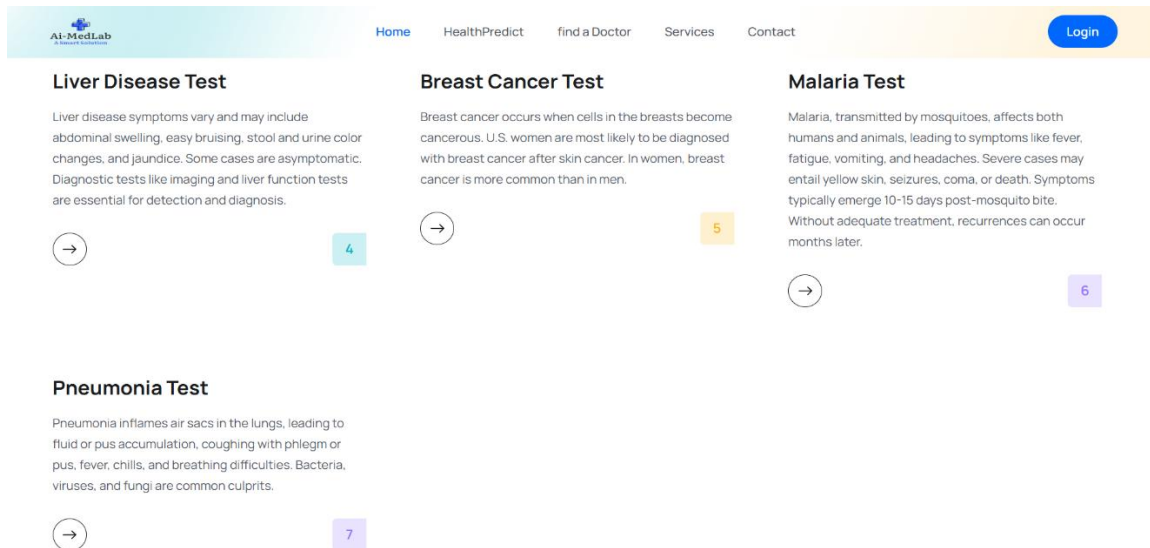 Ai-MedLab
A Smart Solution
Home HealthPredict find a Doctor Services Contact
Login
Liver Disease Test
Liver disease symptoms vary and may include
abdominal swelling, easy bruising, stool and urine color
changes, and jaundice. Some cases are asymptomatic.
Diagnostic tests like imaging and liver function tests
are essential for detection and diagnosis.
4
Breast Cancer Test
Breast cancer occurs when cells in the breasts become
cancerous. U.S. women are most likely to be diagnosed
with breast cancer after skin cancer. In women, breast
cancer is more common than in men.
5
Malaria Test
Malaria, transmitted by mosquitoes, affects both
humans and animals, leading to symptoms like fever,
fatigue, vomiting, and headaches. Severe cases may
entail yellow skin, seizures, coma, or death. Symptoms
typically emerge 10-15 days post-mosquito bite.
Without adequate treatment, recurrences can occur
months later.
6
Pneumonia Test
Pneumonia inflames air sacs in the lungs, leading to
fluid or pus accumulation, coughing with phlegm or
pus, fever, chills, and breathing difficulties. Bacteria,
viruses, and fungi are common culprits.
7